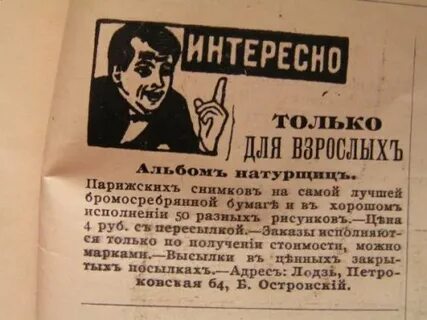 ИНТЕРЕСНО
ТОЛЬКО
ДЛЯ ВЗРОСЛЫХЪ
Альбомъ натурщицъ.
Парижскихъ снимковъ на самой лучшей
бромосребрянной бумагѣ и въ хорошомъ
исполненіи 50 разныхъ рисунковъ.—Цѣна
4 руб. съ пересылкой.—Заказы исполняют-
ся только по полученіи стоимости, можно
марками.—Высылки въ цѣнныхъ закры-
тыхъ посылкахъ.—Адресъ: Лодзь, Петро-
ковская 64, Б. Островскій.